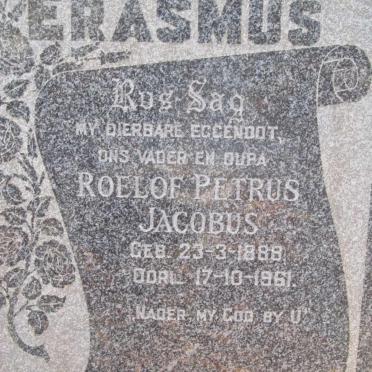 ERASMUS
Rus Sag
MY DIERBARE EGGENOOT,
ONS VADER EN OUPA
ROELOF PETRUS
JACOBUS
GEB. 23-3-1889
OORL. 17-10-1961.
"NADER MY GOD BY U"